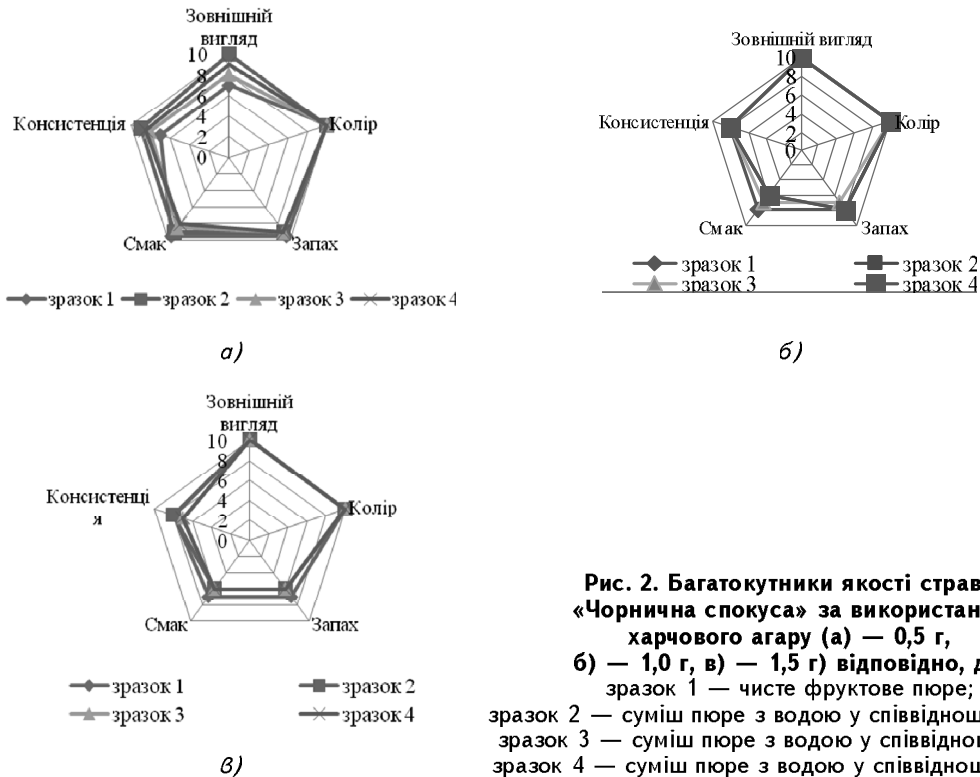 Зовнішній
вигляд
10
8
6
4
2
0
Колір
Запах
Смак
Консистенція
зразок 1 зразок 2 зразок 3 зразок 4
а)
Зовнішній вигляд
10
8
6
4
2
0
Колір
Запах
Смак
Консистенція
зразок 1 зразок 2
зразок 3 зразок 4
б)
Зовнішній
вигляд
10
8
6
4
2
0
Колір
Запах
Смак
Консистенці
я
зразок 1 зразок 2
зразок 3 зразок 4
в)
Рис. 2. Багатокутники якості страв
«Чорнична спокуса» за використан
харчового агару (а) — 0,5 г,
б) — 1,0 г, в) — 1,5 г) відповідно, д
зразок 1 — чисте фруктове пюре;
зразок 2 — суміш пюре з водою у співвіднош
зразок 3 — суміш пюре з водою у співвіднош
зразок 4 — суміш пюре з водою у співвіднош